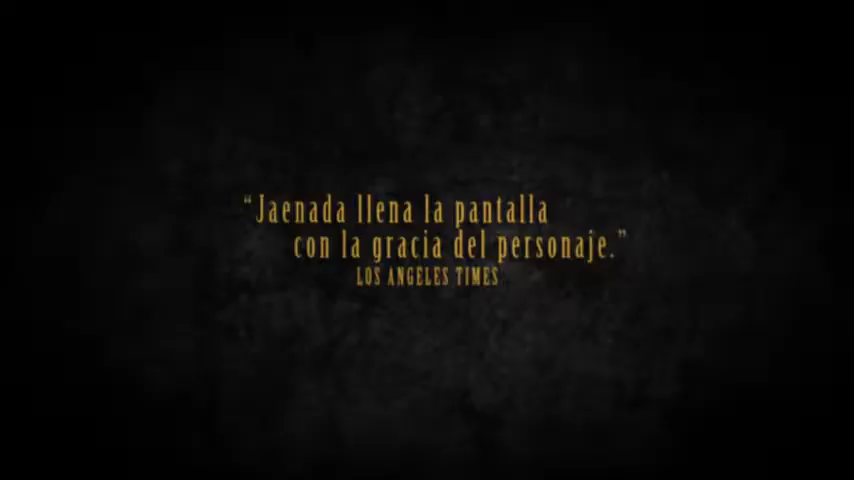 “Jaenada llena la pantalla
con la gracia del personaje.”
LOS ANGELES TIMES